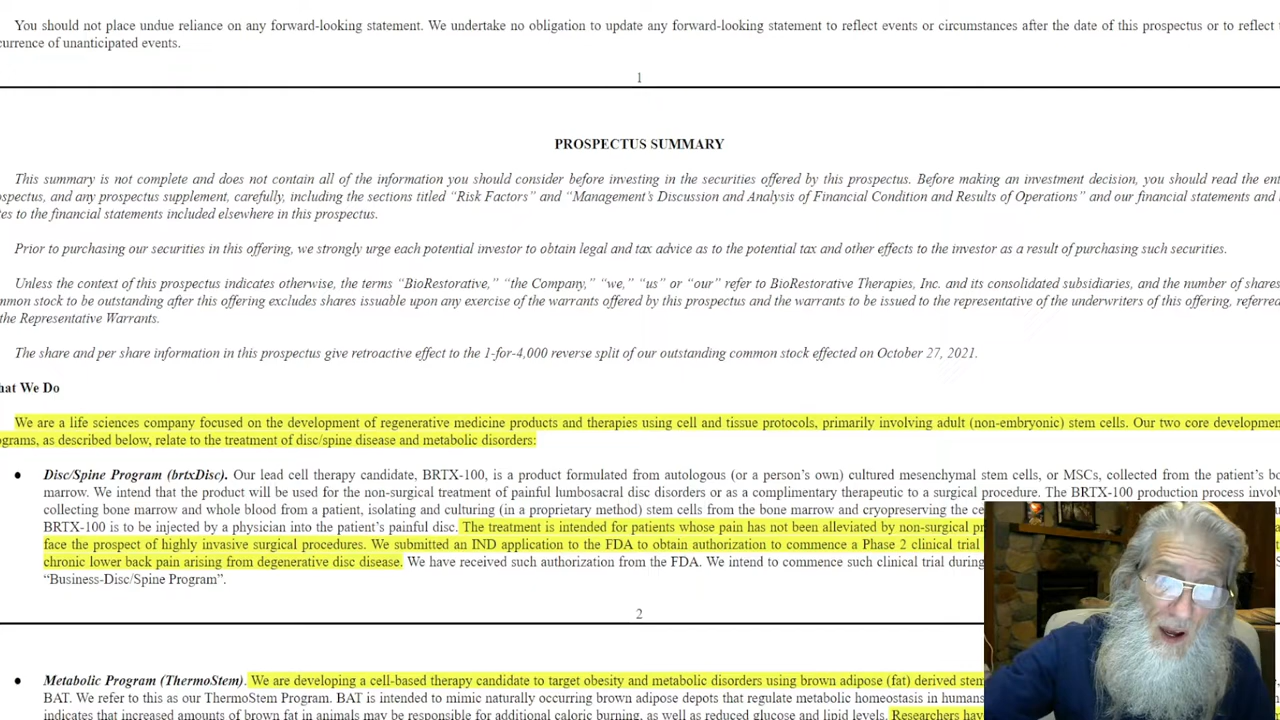 You should not place undue reliance on any forward-looking statement. We undertake no obligation to update any forward-looking statement to reflect events or circumstances after the date of this prospectus or to reflect
currence of unanticipated events.
1
PROSPECTUS SUMMARY
This summary is not complete and does not contain all of the information you should consider before investing in the securities offered by this prospectus. Before making an investment decision, you should read the ent
spectus, and any prospectus supplement, carefully, including the sections titled “Risk Factors” and “Management’s Discussion and Analysis of Financial Condition and Results of Operations” and our financial statements and
tes to the financial statements included elsewhere in this prospectus.
Prior to purchasing our securities in this offering, we strongly urge each potential investor to obtain legal and tax advice as to the potential tax and other effects to the investor as a result of purchasing such securities.
Unless the context of this prospectus indicates otherwise, the terms “BioRestorative,” “the Company,” “we,” “us” or “our” refer to BioRestorative Therapies, Inc. and its consolidated subsidiaries, and the number of shares
mmon stock to be outstanding after this offering excludes shares issuable upon any exercise of the warrants offered by this prospectus and the warrants to be issued to the representative of the underwriters of this offering, referred
the Representative Warrants.
The share and per share information in this prospectus give retroactive effect to the 1-for-4,000 reverse split of our outstanding common stock effected on October 27, 2021.
hat We Do
We are a life sciences company focused on the development of regenerative medicine products and therapies using cell and tissue protocols, primarily involving adult (non-embryonic) stem cells. Our two core developmen
ograms, as described below, relate to the treatment of disc/spine disease and metabolic disorders:
● Disc/Spine Program (brtxDisc). Our lead cell therapy candidate, BRTX-100, is a product formulated from autologous (or a person’s own) cultured mesenchymal stem cells, or MSCs, collected from the patient’s bo
marrow. We intend that the product will be used for the non-surgical treatment of painful lumbosacral disc disorders or as a complimentary therapeutic to a surgical procedure. The BRTX-100 production process involv
collecting bone marrow and whole blood from a patient, isolating and culturing (in a proprietary method) stem cells from the bone marrow and cryopreserving the ce
BRTX-100 is to be injected by a physician into the patient’s painful disc. The treatment is intended for patients whose pain has not been alleviated by non-surgical pr
face the prospect of highly invasive surgical procedures. We submitted an IND application to the FDA to obtain authorization to commence a Phase 2 clinical trial
chronic lower back pain arising from degenerative disc disease. We have received such authorization from the FDA. We intend to commence such clinical trial during
“Business-Disc/Spine Program”.
2
● Metabolic Program (ThermoStem). We are developing a cell-based therapy candidate to target obesity and metabolic disorders using brown adipose (fat) derived stem
BAT. We refer to this as our ThermoStem Program. BAT is intended to mimic naturally occurring brown adipose depots that regulate metabolic homeostasis in humans
indicates that increased amounts of brown fat in animals may be responsible for additional caloric burning, as well as reduced glucose and lipid levels. Researchers hav